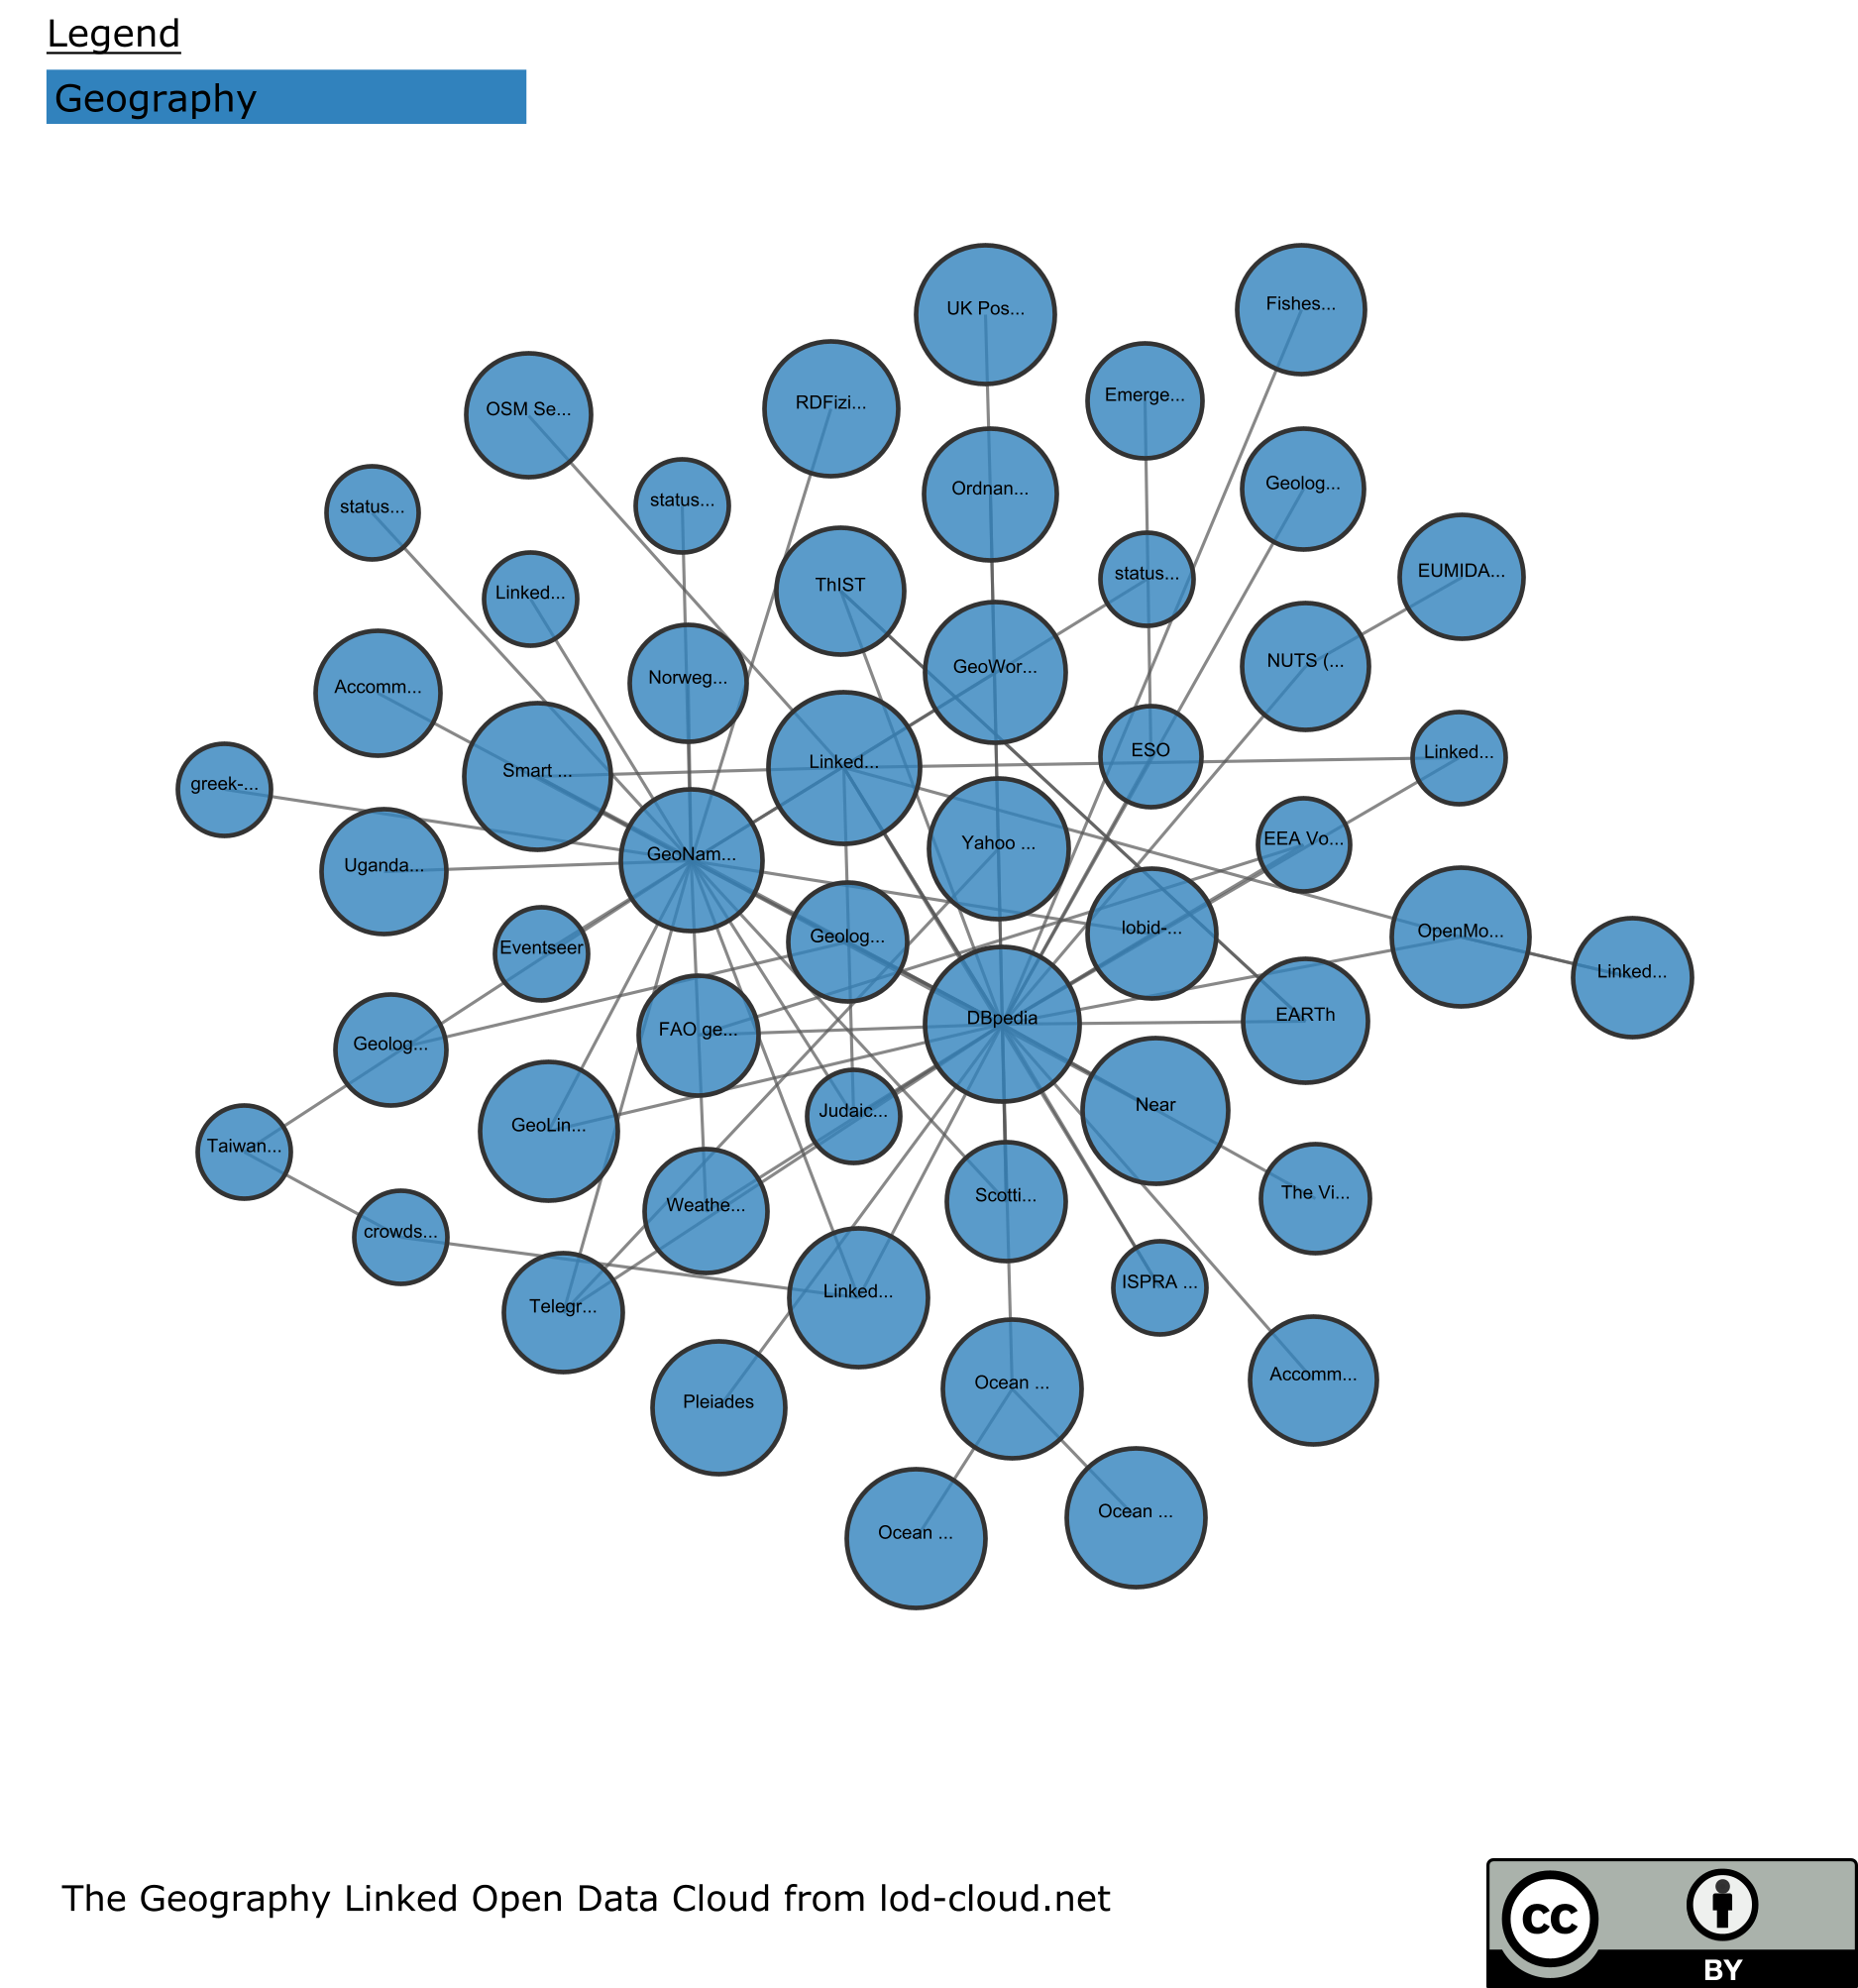 Legend
Geography
UK Pos...
Fishes...
Emerge...
RDFizi...
OSM Se...
Geolog...
Ordnan...
status...
status...
EUMIDA...
status...
ThIST
Linked...
NUTS (...
GeoWor...
Norweg...
Accomm...
ESO
Linked...
Linked...
Smart ...
greek-...
EEA Vo...
Yahoo ...
GeoNam...
Uganda...
lobid-...
OpenMo...
Geolog...
Eventseer
Linked...
EARTh
DBpedia
FAO ge...
Geolog...
Near
Judaic...
GeoLin...
Taiwan...
The Vi...
Scotti...
Weathe...
crowds...
ISPRA ...
Linked...
Telegr...
Accomm...
Ocean ...
Pleiades
Ocean ...
Ocean ...
The Geography Linked Open Data Cloud from lod-cloud.net
cc
BY